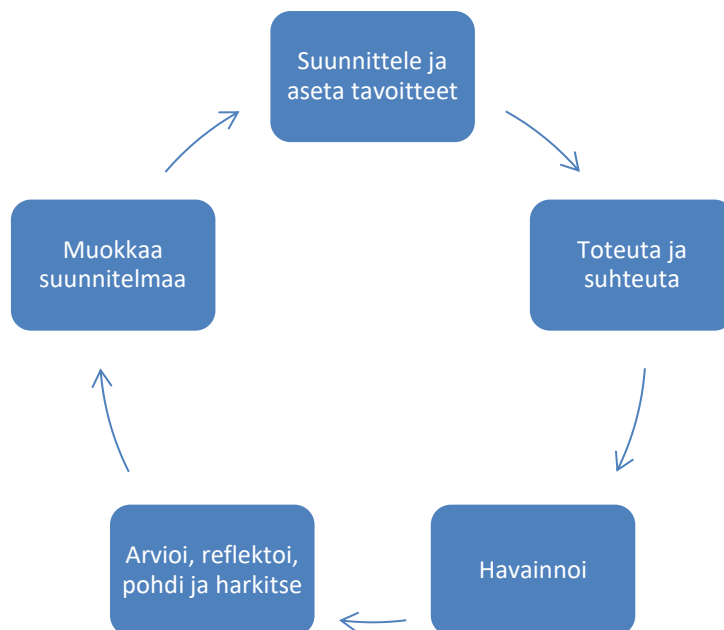 Suunnittele ja
aseta tavoitteet
Toteuta ja
suhteuta
Havainnoi
Arvioi, reflektoi,
pohdi ja harkitse
Muokkaa
suunnitelmaa